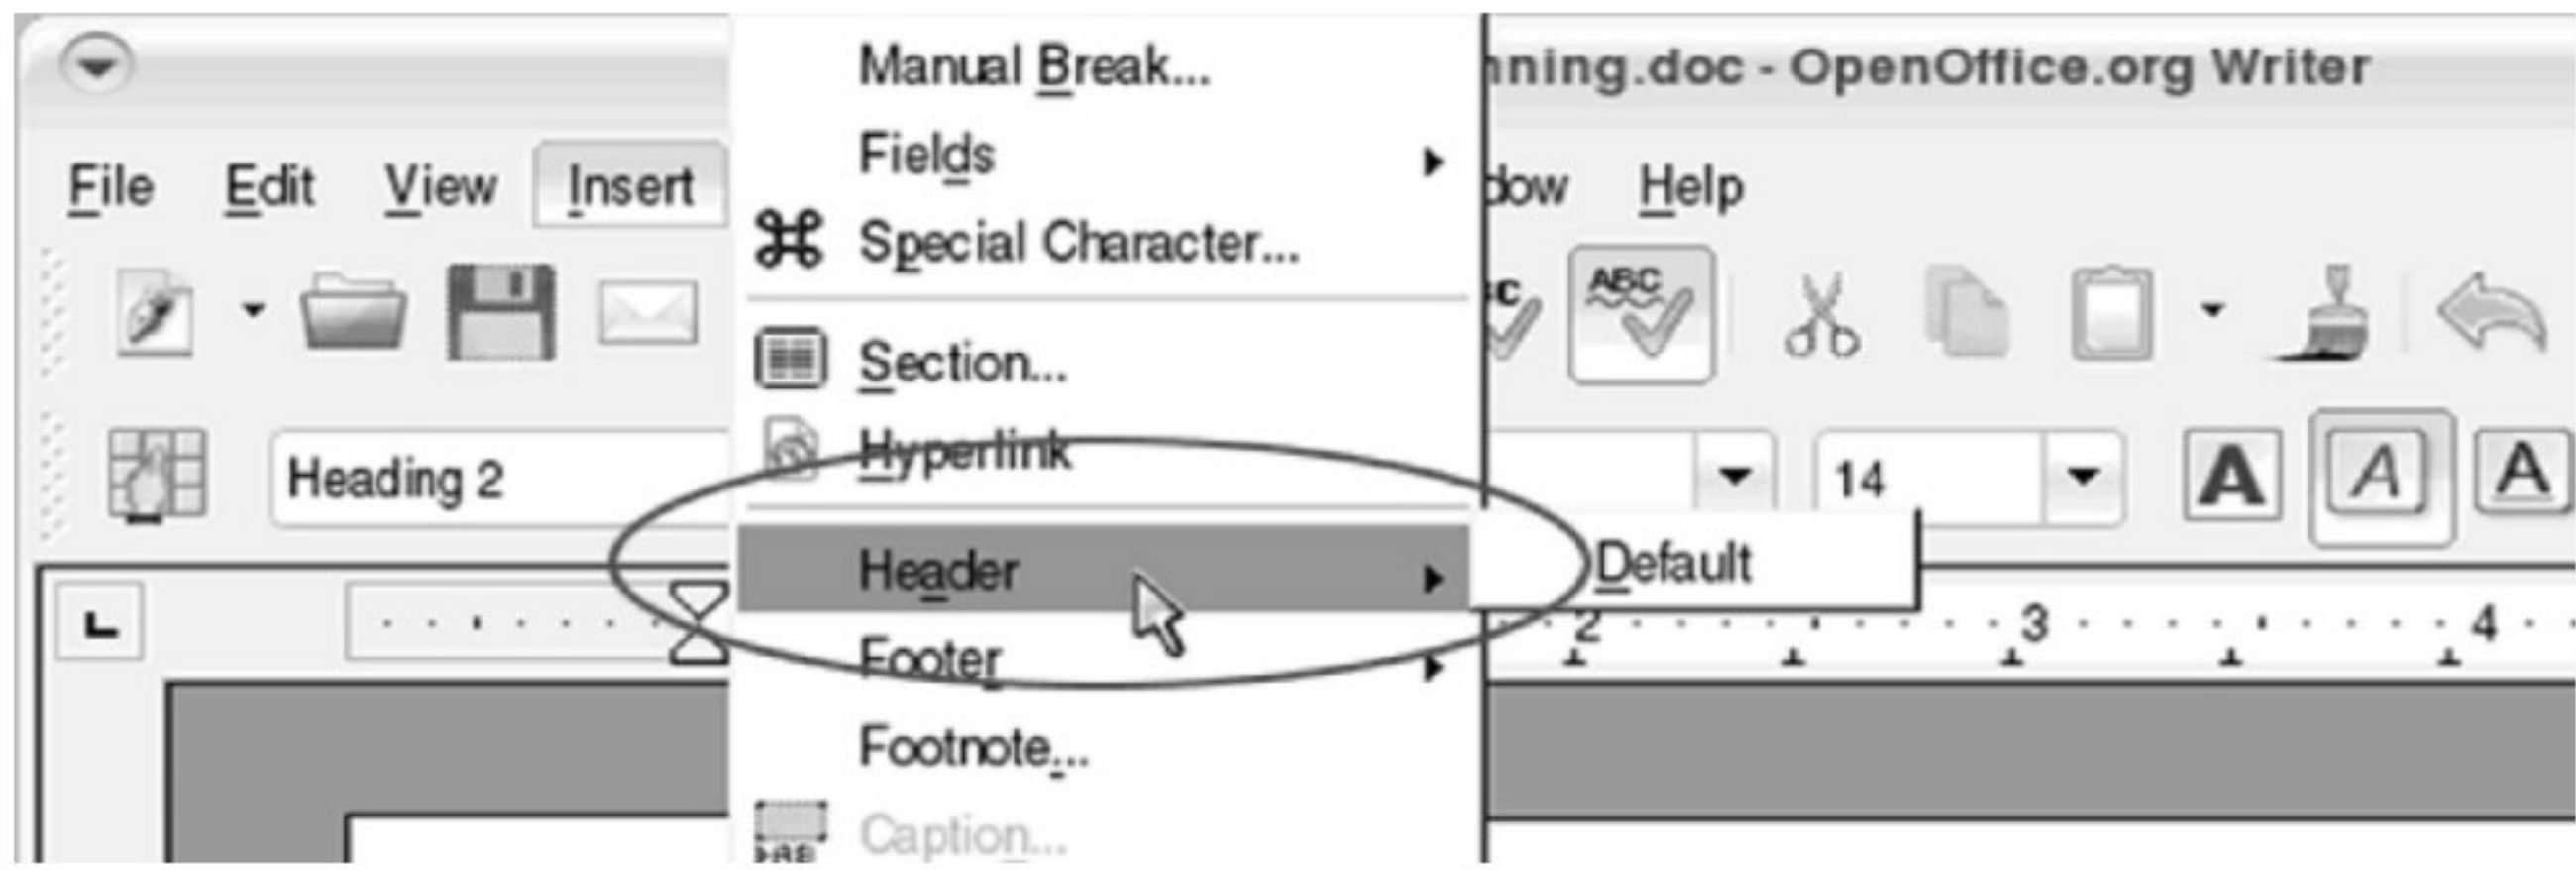 Manual Break...
nning.doc - OpenOffice.org Writer
Fields
File Edit View Insert
dow Help
Special Character...
ABC
Section...
Hyperlink
Heading 2
14
A A A
Header
Default
2 3 4
Footer
Footnote...
Caption...